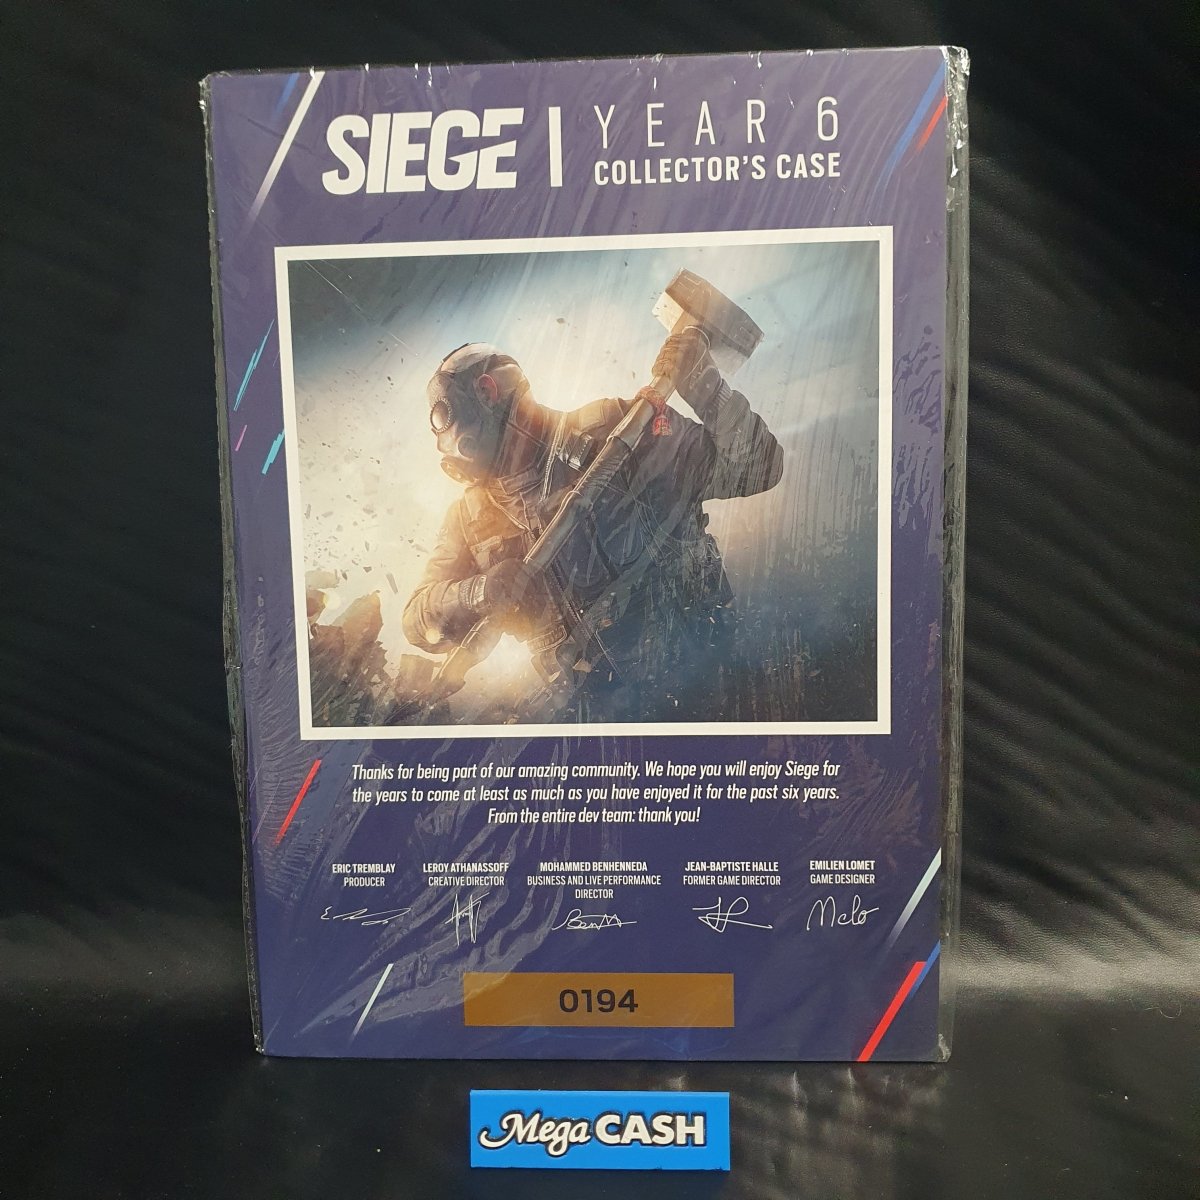 SIEGE | YEAR 6
COLLECTOR'S CASE
Thanks for being part of our amazing community. We hope you will enjoy Siege for
the years to come at least as much as you have enjoyed it for the past six years.
From the entire dev team: thank you!
ERIC TREMBLAY
PRODUCER
LEROY ATHANASSOFF
CREATIVE DIRECTOR
MOHAMMED BENHENNEDA
BUSINESS AND LIVE PERFORMANCE
DIRECTOR
JEAN-BAPTISTE HALLE
FORMER GAME DIRECTOR
EMILIEN LOMET
GAME DESIGNER
0194
Mega CASH